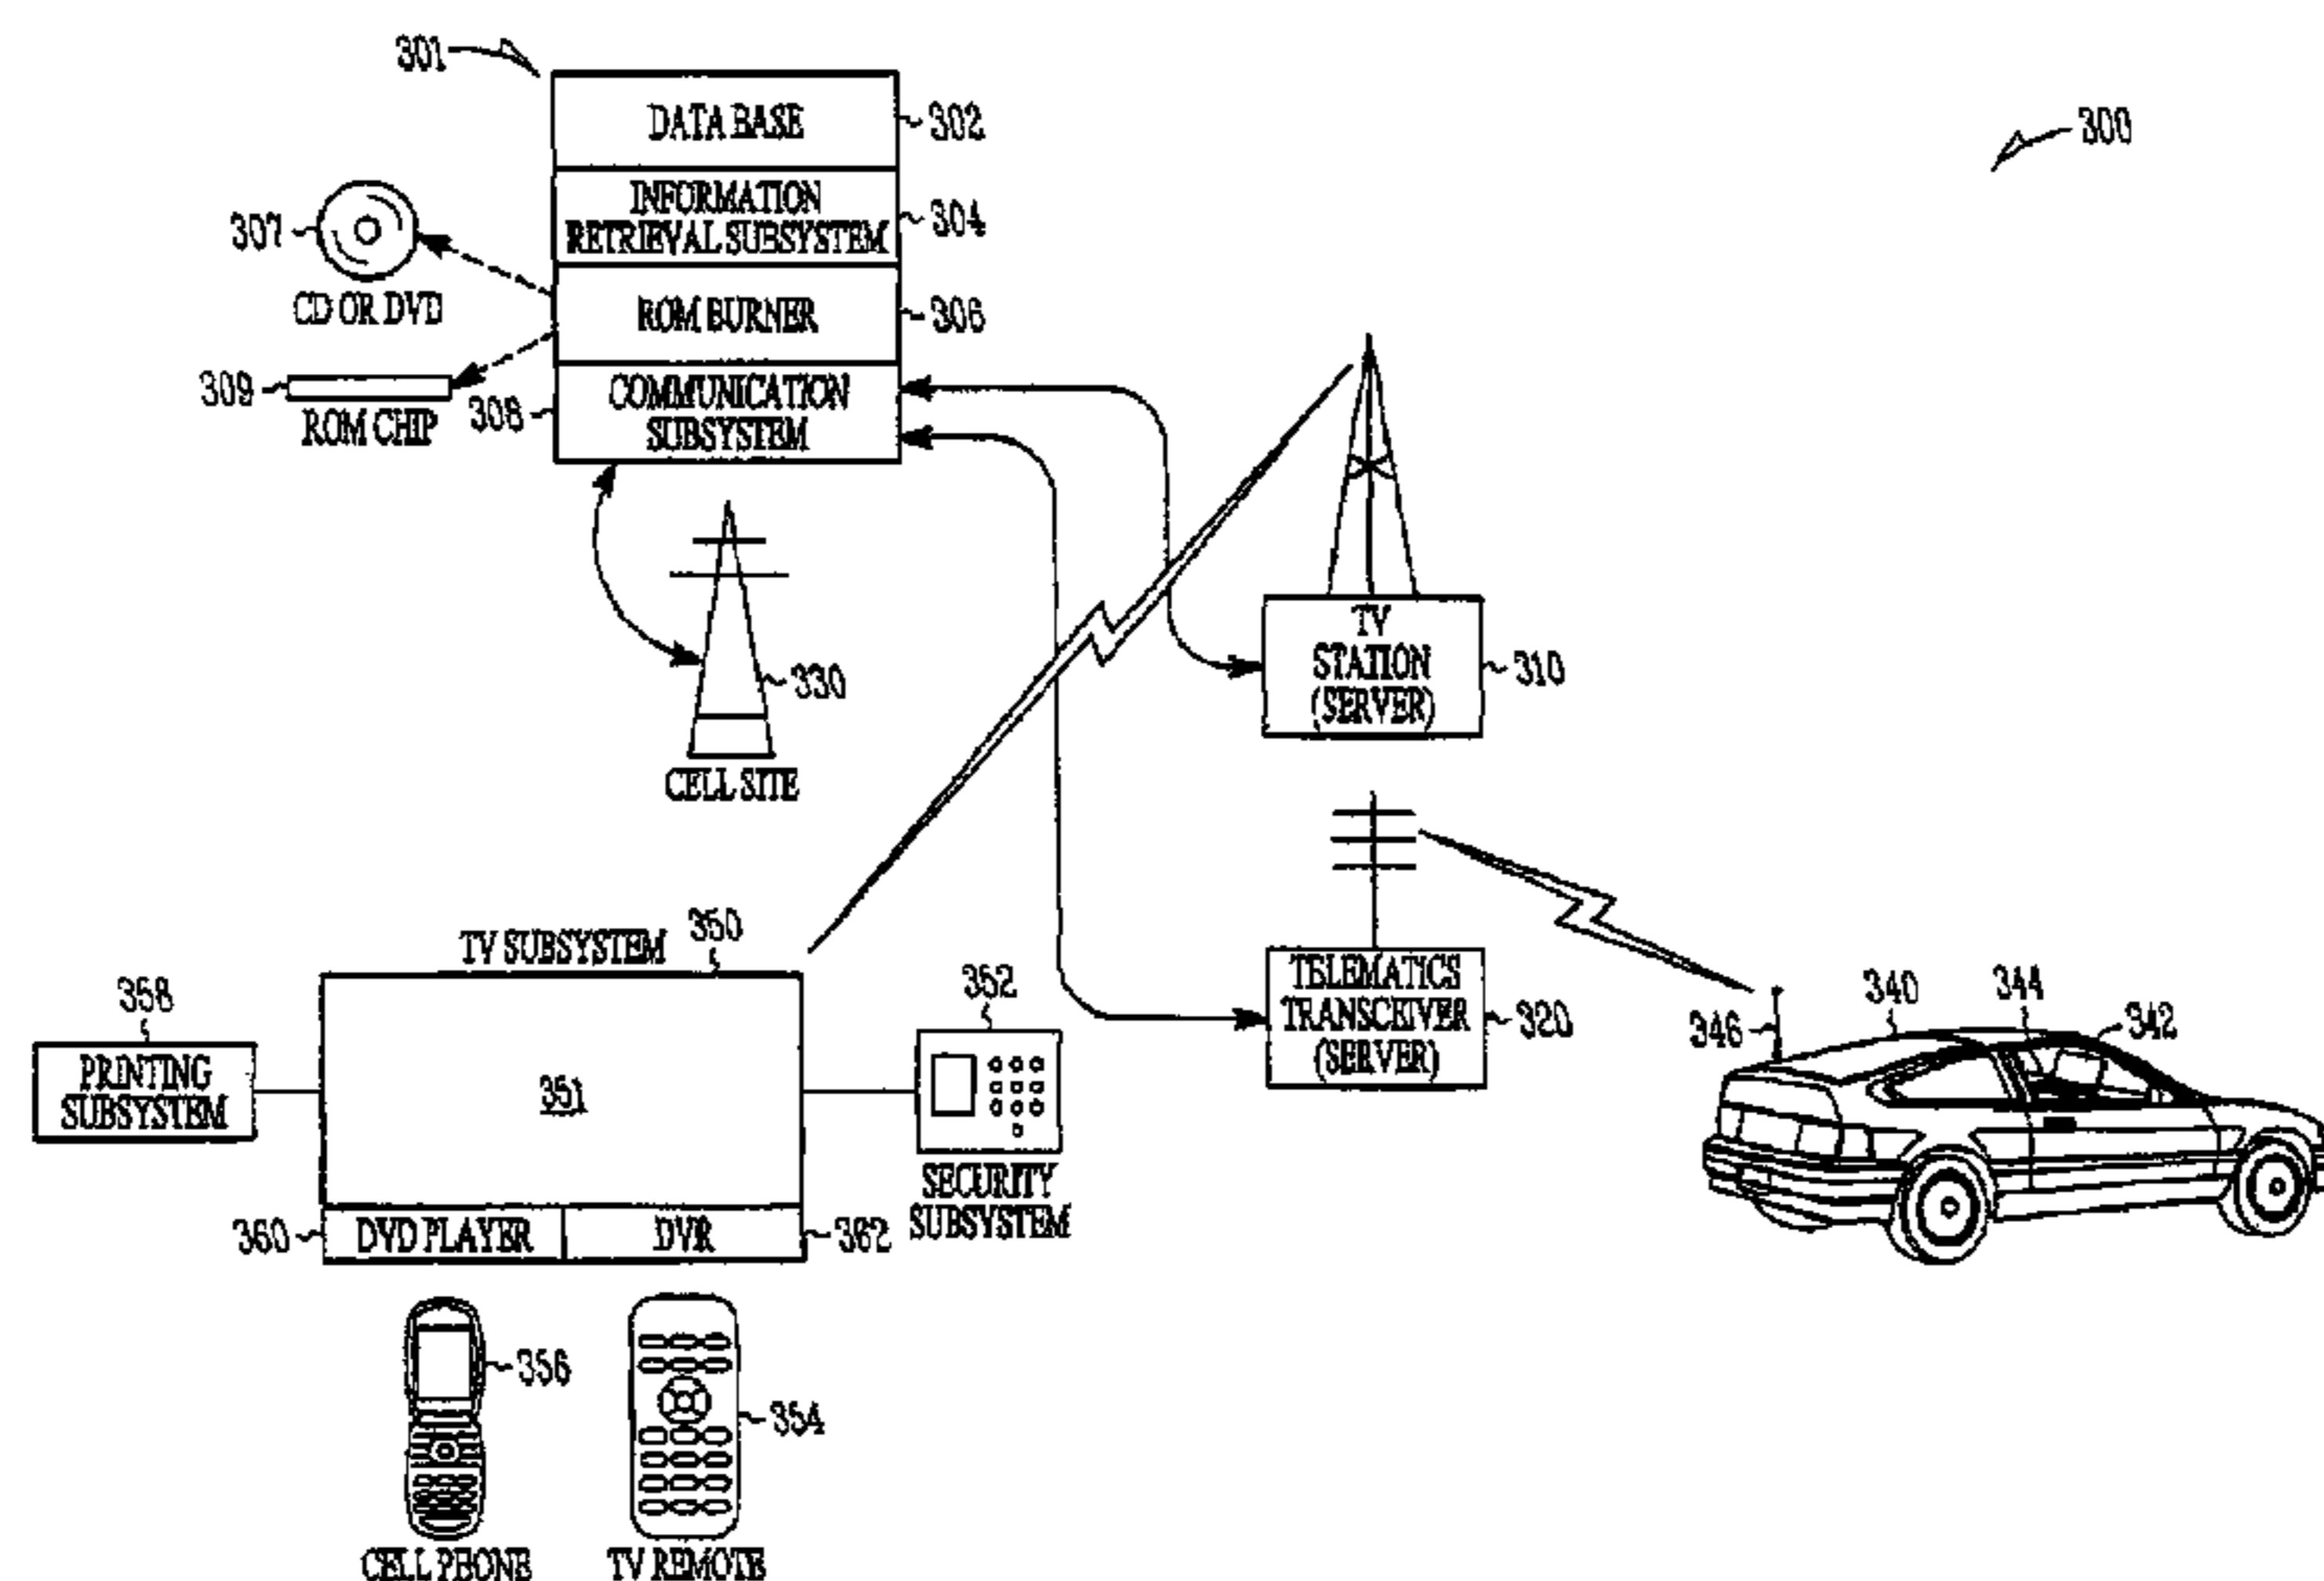 301
DATA BASE
302
300
INFORMATION
RETRIEVAL SUBSYSTEM
304
307
CD OR DVD
ROM BURNER
306
309
ROM CHIP
308
COMMUNICATION
SUBSYSTEM
TV
STATION
(SERVER)
310
330
CELL SITE
TV SUBSYSTEM
350
358
PRINTING
SUBSYSTEM
351
352
SECURITY
SUBSYSTEM
TELEMATICS
TRANSCEIVER
(SERVER)
320
346
340
344
342
360
DVD PLAYER
DVR
362
356
354
CELL PHONE
TV REMOTE